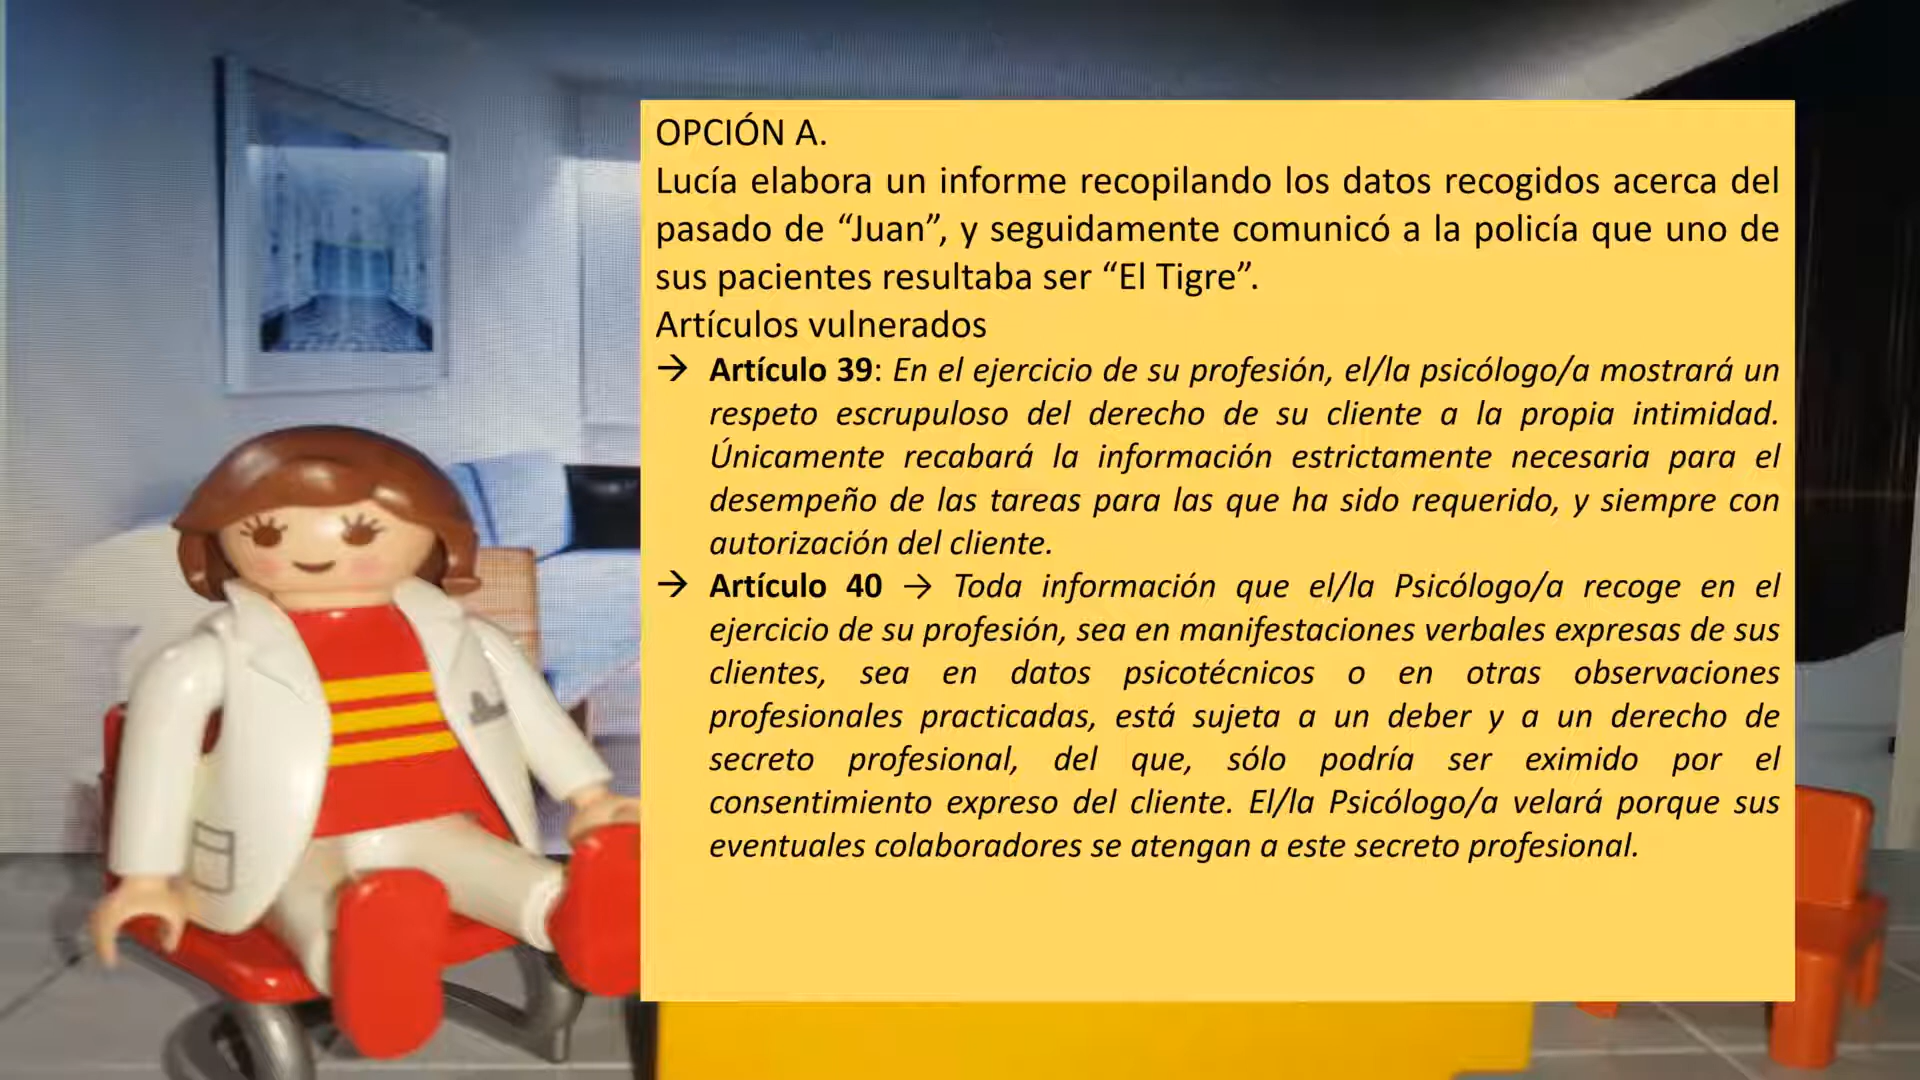 OPCIÓN A.
Lucía elabora un informe recopilando los datos recogidos acerca del
pasado de “Juan”, y seguidamente comunicó a la policía que uno de
sus pacientes resultaba ser “El Tigre”.
Artículos vulnerados
→ Artículo 39: En el ejercicio de su profesión, el/la psicólogo/a mostrará un
respeto escrupuloso del derecho de su cliente a la propia intimidad.
Únicamente recabará la información estrictamente necesaria para el
desempeño de las tareas para las que ha sido requerido, y siempre con
autorización del cliente.
→ Artículo 40 → Toda información que el/la Psicólogo/a recoge en el
ejercicio de su profesión, sea en manifestaciones verbales expresas de sus
clientes, sea en datos psicotécnicos o en otras observaciones
profesionales practicadas, está sujeta a un deber y a un derecho de
secreto profesional, del que, sólo podría ser eximido por el
consentimiento expreso del cliente. El/la Psicólogo/a velará porque sus
eventuales colaboradores se atengan a este secreto profesional.